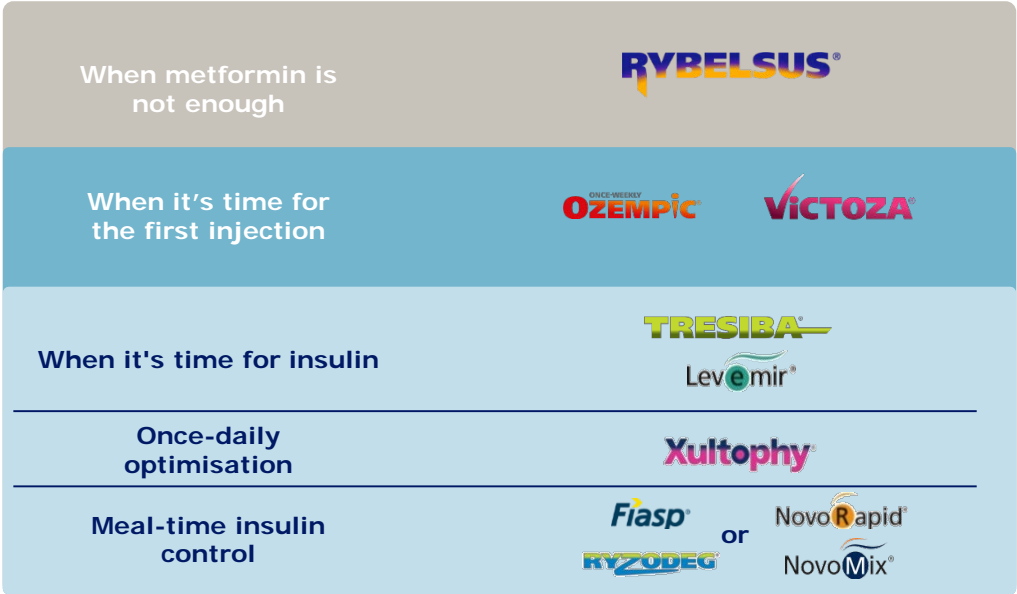 When metformin is
not enough
RYBELSUS®
When it’s time for
the first injection
ONCE-WEEKLY
OZEMPIC®
VICTOZA®
When it's time for insulin
TRESIBA®
Levemir®
Once-daily
optimisation
Xultophy®
Meal-time insulin
control
Fiasp®
RYZODEG®
or
NovoRapid®
NovoMix®